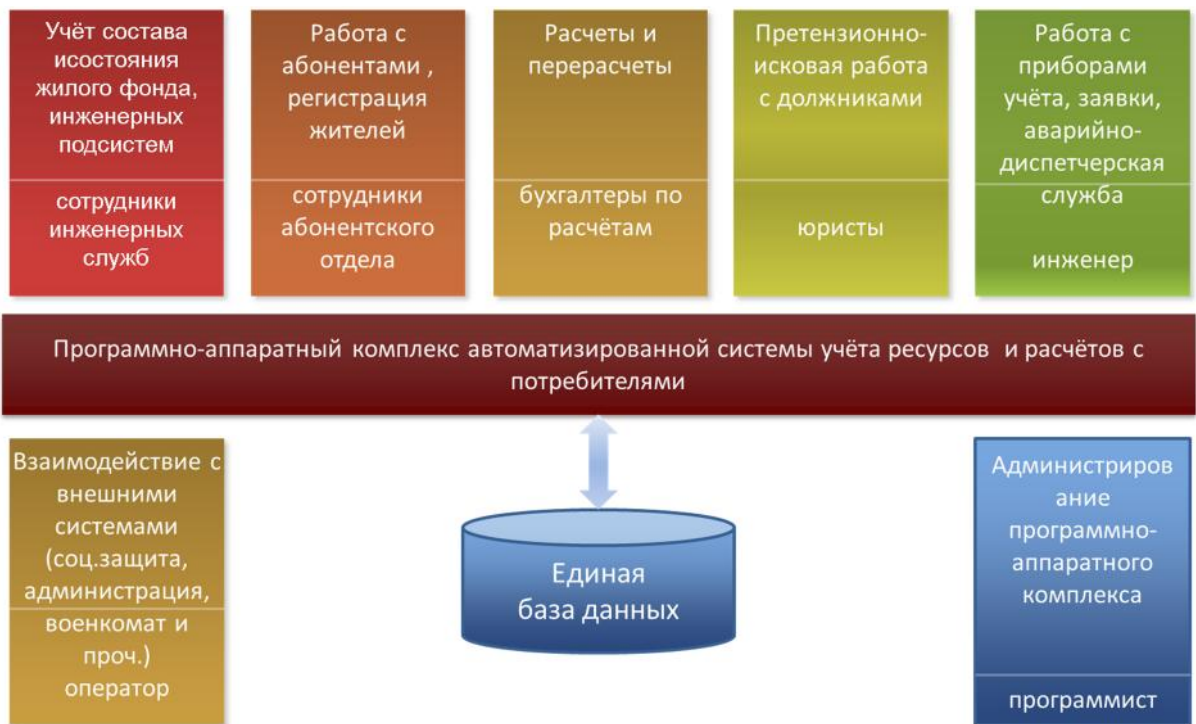 Учёт состава
исостояния
жилого фонда,
инженерных
подсистем
сотрудники
инженерных
служб
Работа с
абонентами ,
регистрация
жителей
сотрудники
абонентского
отдела
Расчеты и
перерасчеты
бухгалтеры по
расчётам
Претензионно-
исковая работа
с должниками
юристы
Работа с
приборами
учёта, заявки,
аварийно-
диспетчерская
служба
инженер
Программно-аппаратный комплекс автоматизированной системы учёта ресурсов и расчётов с
потребителями
Взаимодействие с
внешними
системами
(соц.защита,
администрация,
военкомат и
проч.)
оператор
Единая
база данных
Администриров
ание
программно-
аппаратного
комплекса
программист